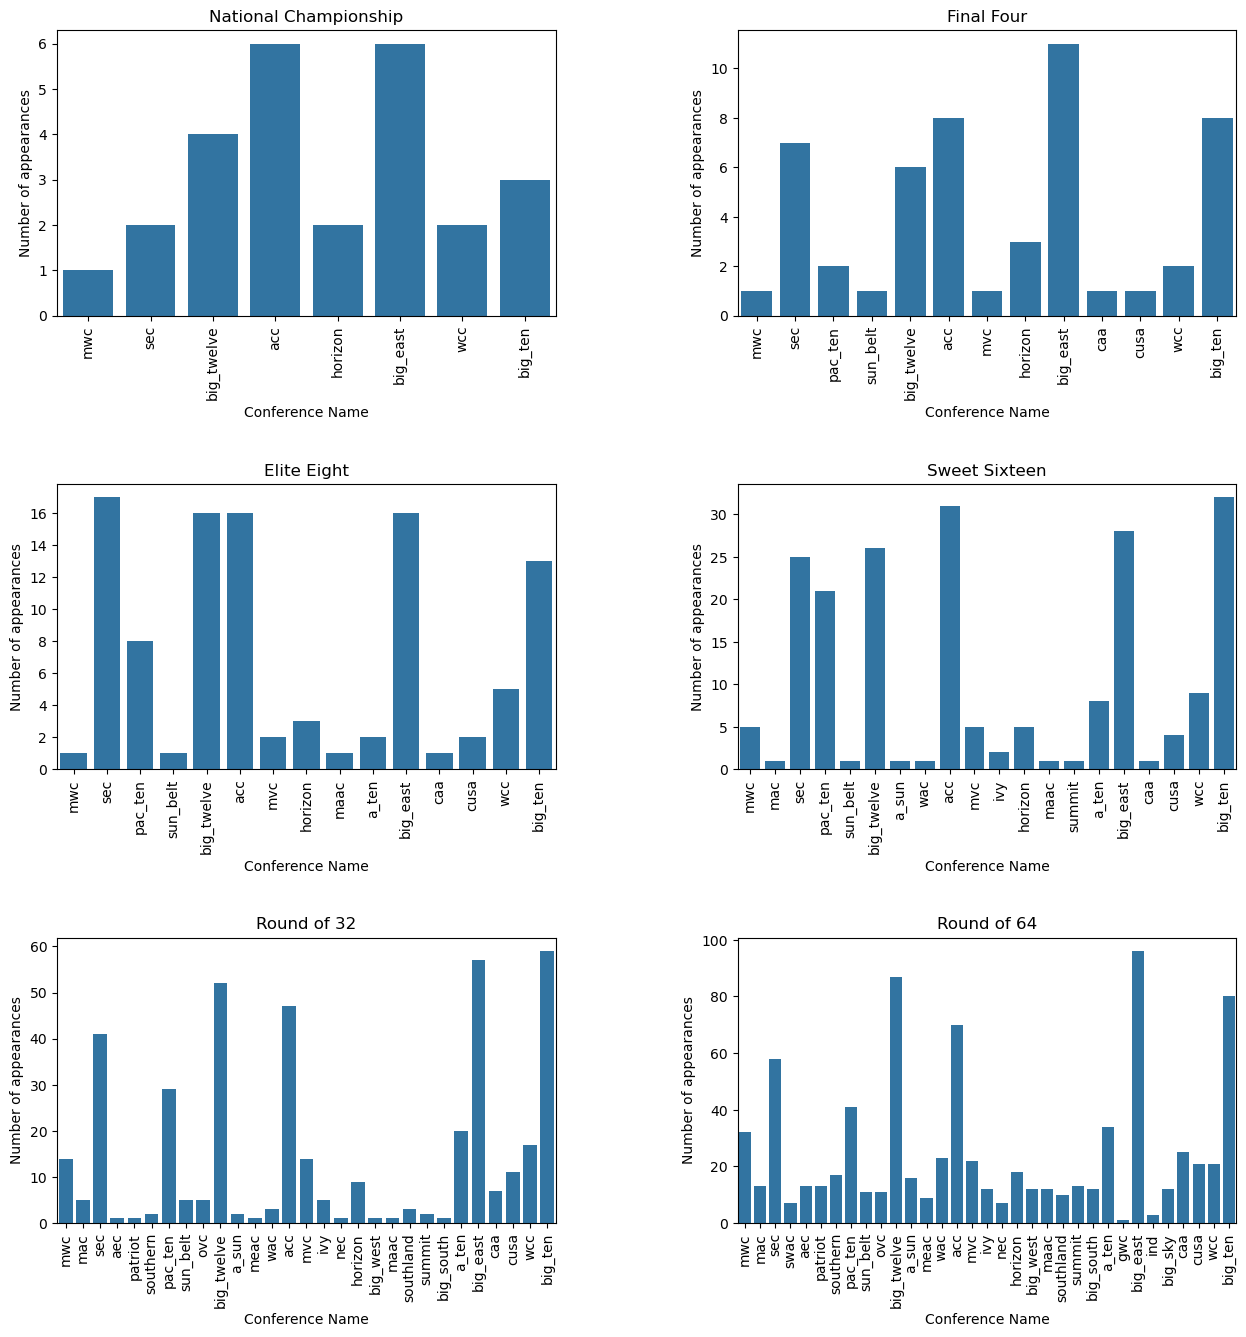 National Championship
Number of appearances
6
5
4
3
2
1
0
mwc
sec
big_twelve
acc
horizon
big_east
wcc
big_ten
Conference Name
Final Four
Number of appearances
10
8
6
4
2
0
mwc
sec
pac_ten
sun_belt
big_twelve
acc
mvc
horizon
big_east
caa
cusa
wcc
big_ten
Conference Name
Elite Eight
Number of appearances
16
14
12
10
8
6
4
2
0
mwc
sec
pac_ten
sun_belt
big_twelve
acc
mvc
horizon
maac
a_ten
big_east
caa
cusa
wcc
big_ten
Conference Name
Sweet Sixteen
Number of appearances
30
25
20
15
10
5
0
mwc
mac
sec
pac_ten
sun_belt
big_twelve
a_sun
wac
acc
mvc
ivy
horizon
maac
summit
a_ten
big_east
caa
cusa
wcc
big_ten
Conference Name
Round of 32
Number of appearances
60
50
40
30
20
10
0
mwc
mac
sec
aec
patriot
southern
pac_ten
sun_belt
ovc
big_twelve
a_sun
meac
wac
acc
mvc
ivy
nec
horizon
big_west
maac
southland
summit
big_south
a_ten
big_east
caa
cusa
wcc
big_ten
Conference Name
Round of 64
Number of appearances
100
80
60
40
20
0
mwc
mac
sec
swac
aec
patriot
southern
pac_ten
sun_belt
ovc
big_twelve
a_sun
meac
wac
acc
mvc
ivy
nec
horizon
big_west
maac
southland
summit
big_south
a_ten
gwc
big_east
ind
big_sky
caa
cusa
wcc
big_ten
Conference Name